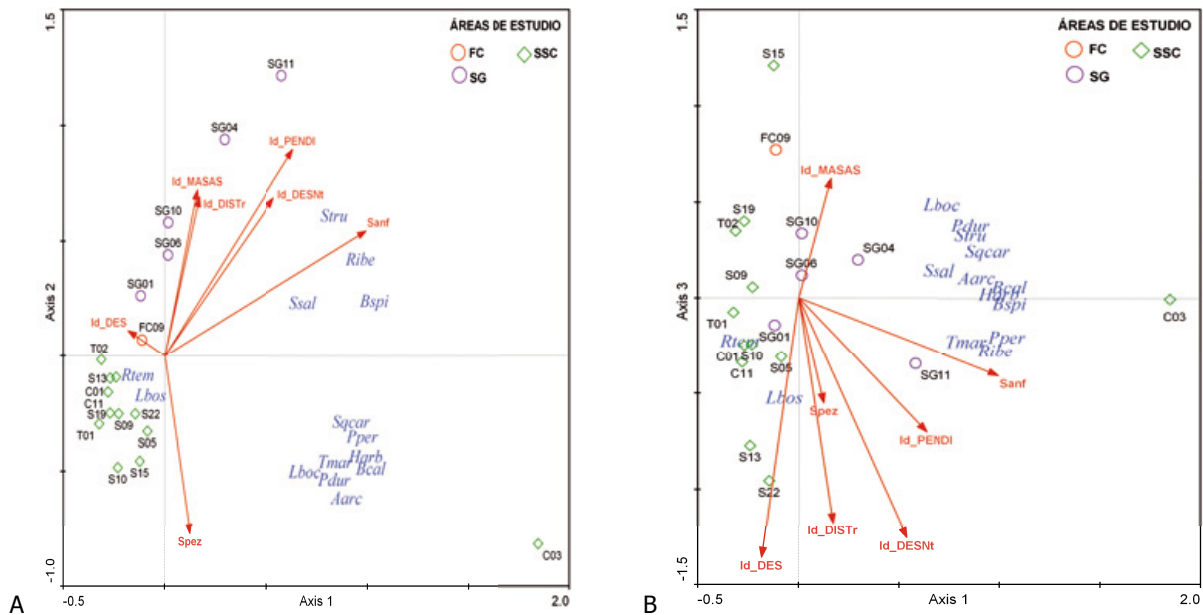 1.5
ÁREAS DE ESTUDIO
FC
SSC
SG
SG11
SG04
Id_PENDI
Id_MASAS
Id_DISTr
Id_DESNt
SG10
Stru
Sanf
SG06
Ribe
SG01
Ssal
Bspi
Id_DES
FC09
Axis 2
T02
S13
Rtem
C01
Lbos
C11
S19
S09
S22
T01
S05
S10
S15
Sqcar
Pper
Harb
Tmar
Bcal
Lboc
Pdur
Aarc
Spez
C03
-1.0
-0.5
Axis 1
2.0
A
1.5
ÁREAS DE ESTUDIO
FC
SSC
SG
S15
FC09
Id_MASAS
S19
T02
SG10
Lboc
Pdur
Stru
Sqcar
SG04
SG06
Ssal
Aarc
S09
Bcal
Harb
Bspi
C03
Axis 3
T01
SG01
Rtem
Tmar
Pper
Ribe
C01
S10
C11
S05
SG11
Sanf
Lbos
Spez
Id_PENDI
S13
S22
Id_DISTr
Id_DESNt
Id_DES
-1.5
-0.5
Axis 1
2.0
B